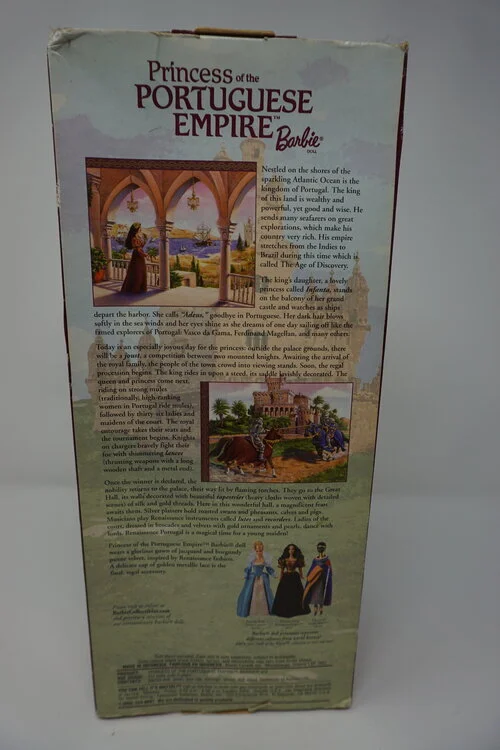 Princess of the
PORTUGUESE
EMPIRE™
Barbie®
DOLL
Nestled on the shores of the
sparkling Atlantic Ocean is the
kingdom of Portugal. The king
of this land is wealthy and
powerful, yet good and wise. He
sends many seafarers on great
explorations, which make his
country very rich. His empire
stretches from the Indies to
Brazil during this time which is
called The Age of Discovery.
The king's daughter, a lovely
princess called Infanta, stands
on the balcony of her grand
castle and watches as ships
depart the harbor. She calls "Adeus," goodbye in Portuguese. Her dark hair blows
softly in the sea winds and her eyes shine as she dreams of one day sailing off like the
famed explorers of Portugal: Vasco da Gama, Ferdinand Magellan, and many others.
Today is an especially joyous day for the princess: outside the palace grounds, there
will be a joust, a competition between two mounted knights. Awaiting the arrival of
the royal family, the people of the town crowd into viewing stands. Soon, the regal
procession begins. The king rides in upon a steed, its saddle lavishly decorated. The
queen and princess come next,
riding on strong mules
(traditionally, high-ranking
women in Portugal rode mules),
followed by thirty-six ladies and
maidens of the court. The royal
entourage takes their seats and
the tournament begins. Knights
on chargers bravely fight their
foe with shimmering lances
(thrusting weapons with a long
wooden shaft and a metal end).
Once the winner is declared, the
nobility returns to the palace, their way lit by flaming torches. They go to the Great
Hall, its walls decorated with beautiful tapestries (heavy cloths woven with detailed
scenes) of silk and gold threads. Here in this wonderful hall, a magnificent feast
awaits them. Silver platters hold roasted swans and pheasants, calves and pigs.
Musicians play Renaissance instruments called lutes and recorders. Ladies of the
court, dressed in brocades and velvets with gold ornaments and pearls, dance with
lords. Renaissance Portugal is a magical time for a young maiden!
Princess of the Portuguese Empire™ Barbie® doll
wears a glorious gown of jacquard and burgundy
panne velvet, inspired by Renaissance fashion.
A delicate cap of golden metallic lace is the
final regal accessory.